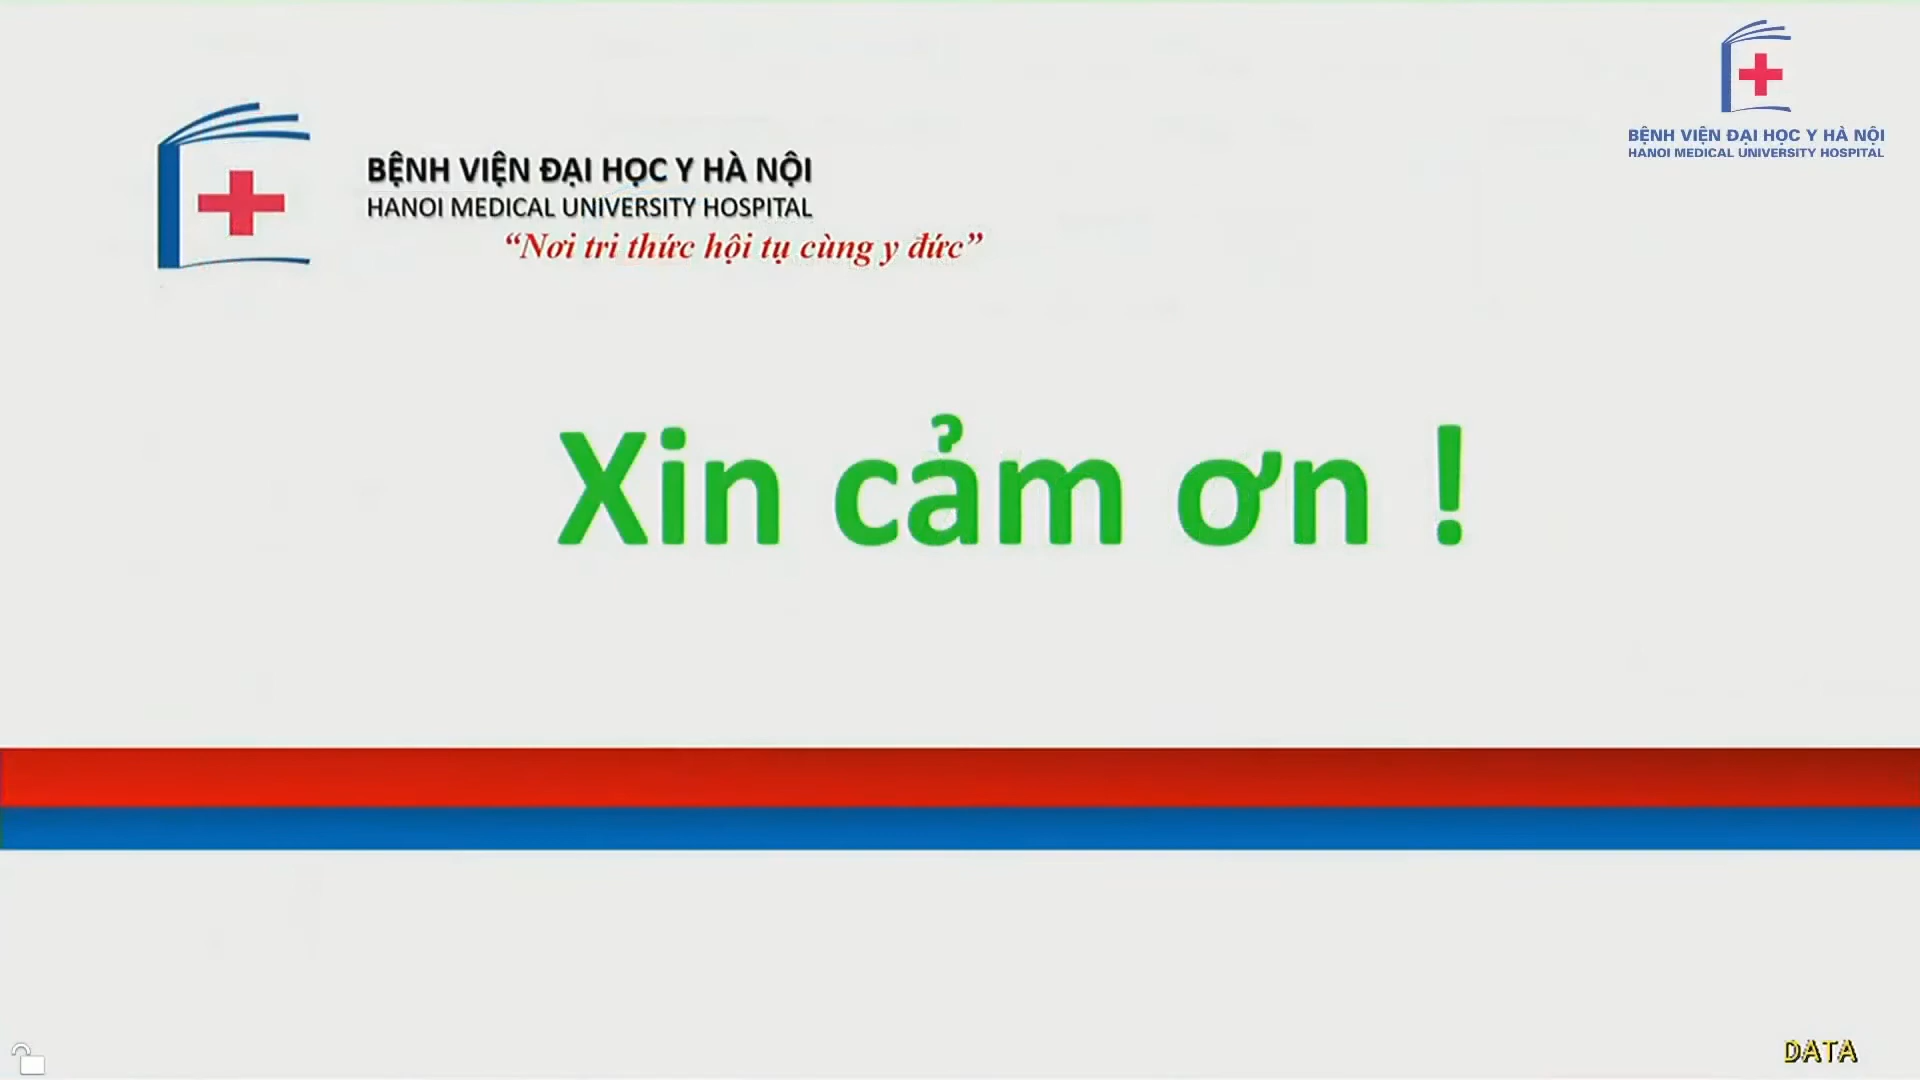 BỆNH VIỆN ĐẠI HỌC Y HÀ NỘI
HANOI MEDICAL UNIVERSITY HOSPITAL
BỆNH VIỆN ĐẠI HỌC Y HÀ NỘI
HANOI MEDICAL UNIVERSITY HOSPITAL
“Nơi tri thức hội tụ cùng y đức”
Xin cảm ơn !
DATA